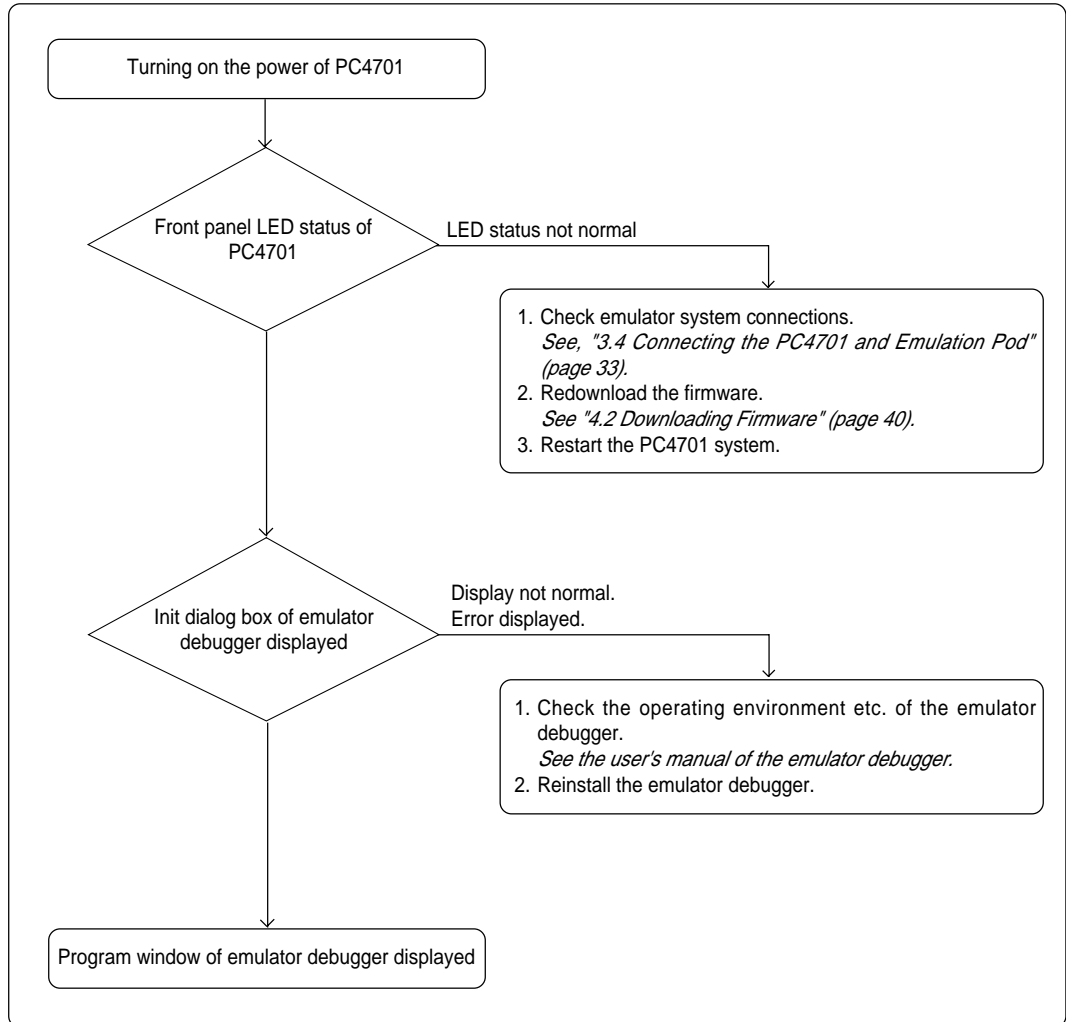 Turning on the power of PC4701
Front panel LED status of
PC4701
LED status not normal
1. Check emulator system connections.
See, "3.4 Connecting the PC4701 and Emulation Pod"
(page 33).
2. Redownload the firmware.
See "4.2 Downloading Firmware" (page 40).
3. Restart the PC4701 system.
Init dialog box of emulator
debugger displayed
Display not normal.
Error displayed.
1. Check the operating environment etc. of the emulator
debugger.
See the user's manual of the emulator debugger.
2. Reinstall the emulator debugger.
Program window of emulator debugger displayed